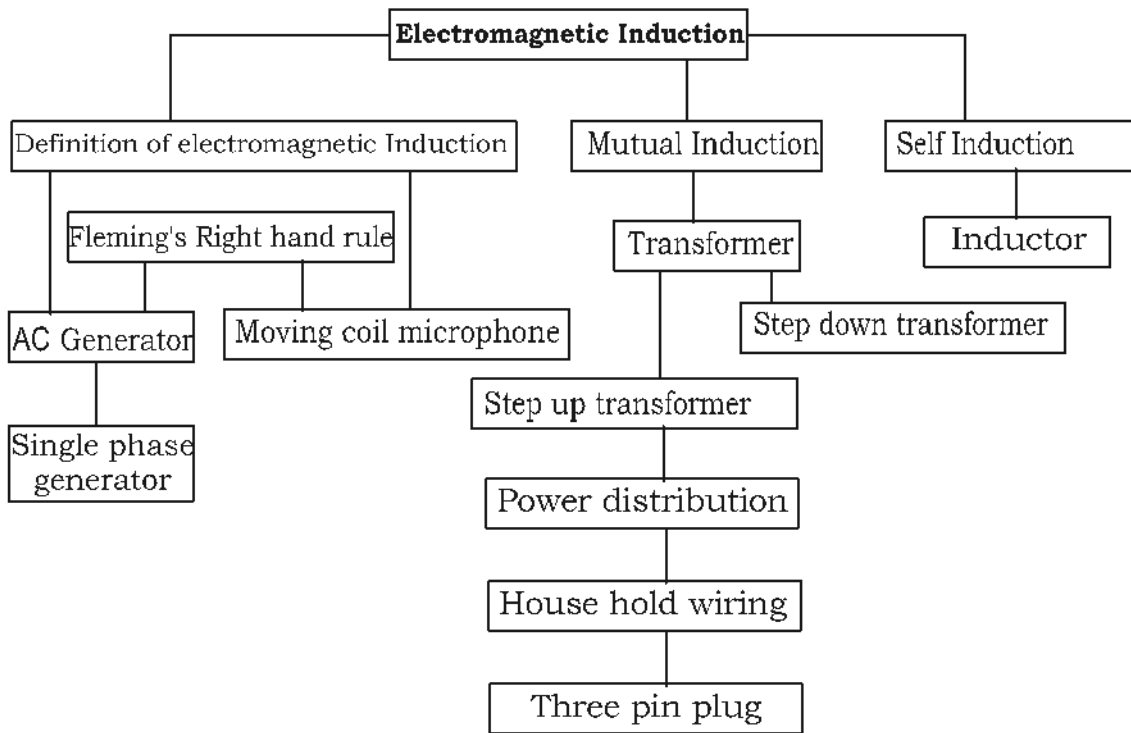 Electromagnetic Induction
Definition of electromagnetic Induction
Mutual Induction
Self Induction
Fleming's Right hand rule
Transformer
Inductor
AC Generator
Moving coil microphone
Step down transformer
Step up transformer
Single phase
generator
Power distribution
House hold wiring
Three pin plug